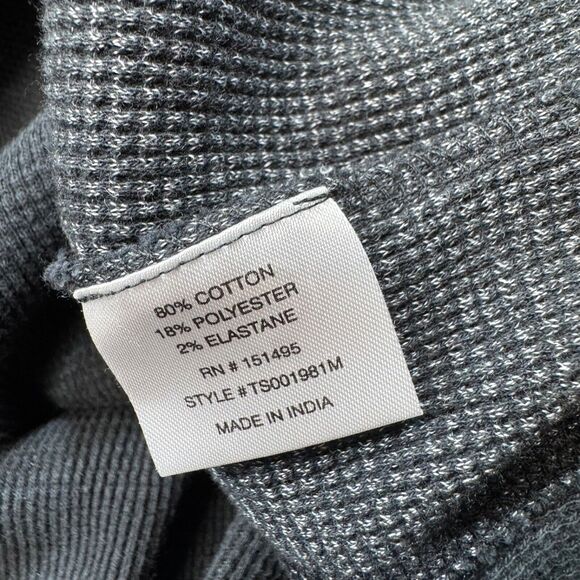 80% COTTON
18% POLYESTER
2% ELASTANE
RN # 151495
STYLE #TS001981M
MADE IN INDIA